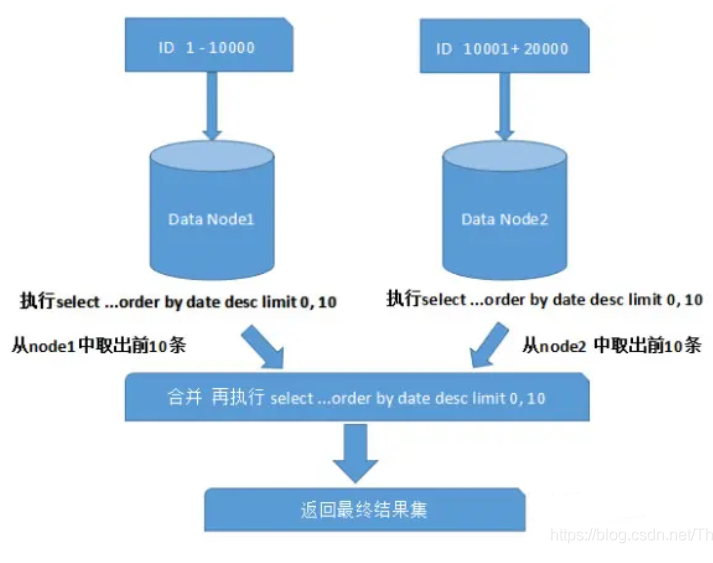 ID 1 - 10000
ID 10001+ 20000
Data Node1
Data Node2
执行select ...order by date desc limit 0, 10
执行select ...order by date desc limit 0, 10
从node1中取出前10条
从node2 中取出前10条
合并 再执行 select ...order by date desc limit 0, 10
返回最终结果集
https://blog.csdn.net/Th